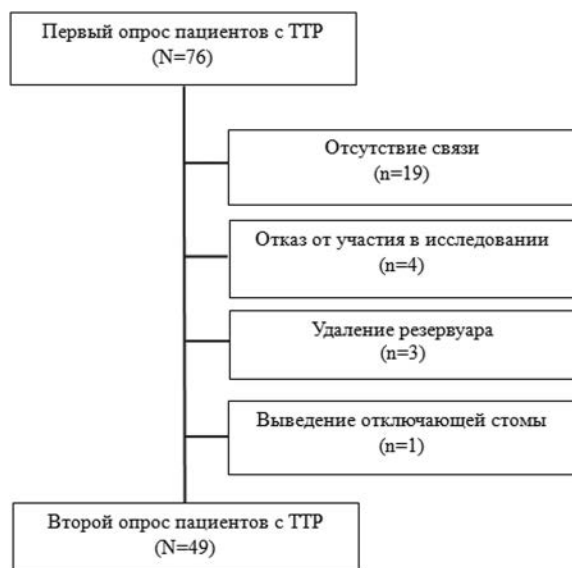 Первый опрос пациентов с ТТР
(N=76)
Отсутствие связи
(n=19)
Отказ от участия в исследовании
(n=4)
Удаление резервуара
(n=3)
Выведение отключающей стомы
(n=1)
Второй опрос пациентов с ТТР
(N=49)